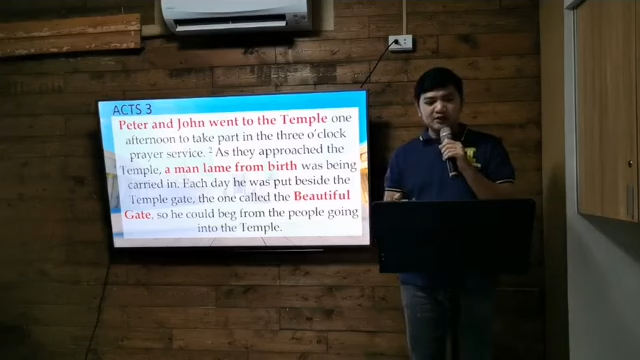 ACTS 3
Peter and John went to the Temple one
afternoon to take part in the three o'clock
prayer service. 2 As they approached the
Temple, a man lame from birth was being
carried in. Each day he was put beside the
Temple gate, the one called the Beautiful
Gate, so he could beg from the people going
into the Temple.